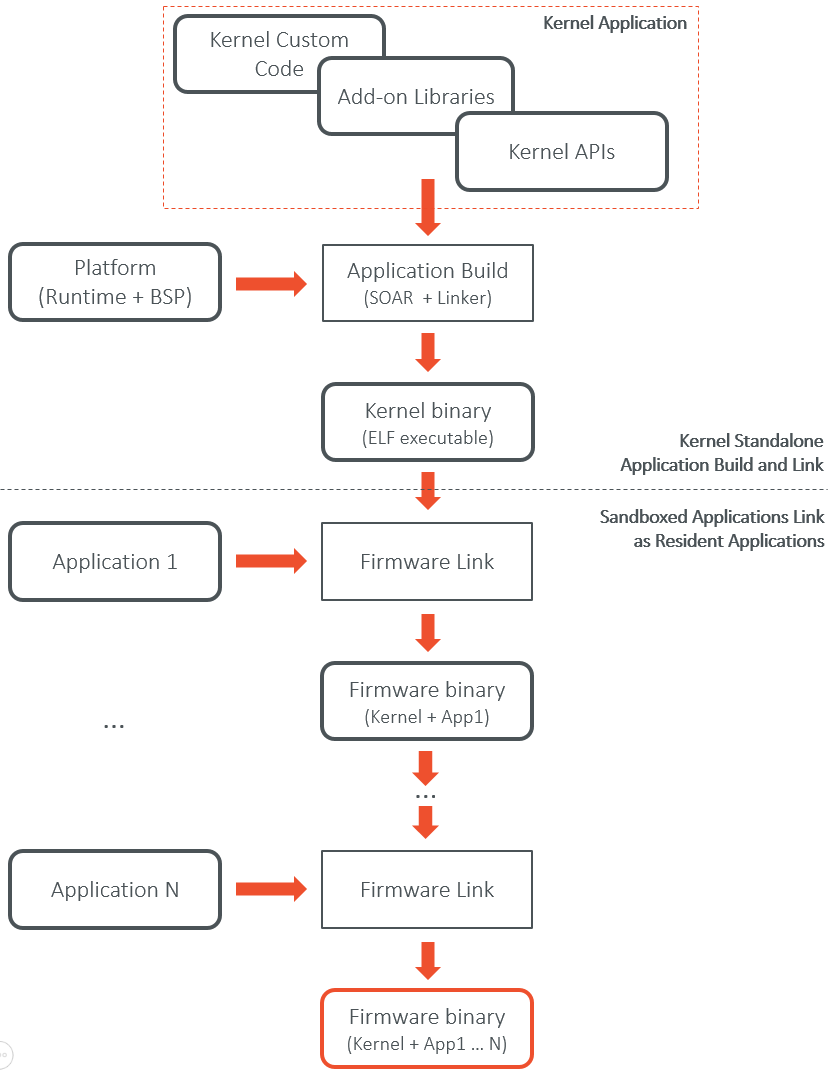 Kernel Application
Kernel Custom
Code
Add-on Libraries
Kernel APIs
Platform
(Runtime + BSP)
Application Build
(SOAR + Linker)
Kernel binary
(ELF executable)
Kernel Standalone
Application Build and Link
Sandboxed Applications Link
as Resident Applications
Application 1
Firmware Link
Firmware binary
(Kernel + App1)
...
...
Application N
Firmware Link
Firmware binary
(Kernel + App1 ... N)